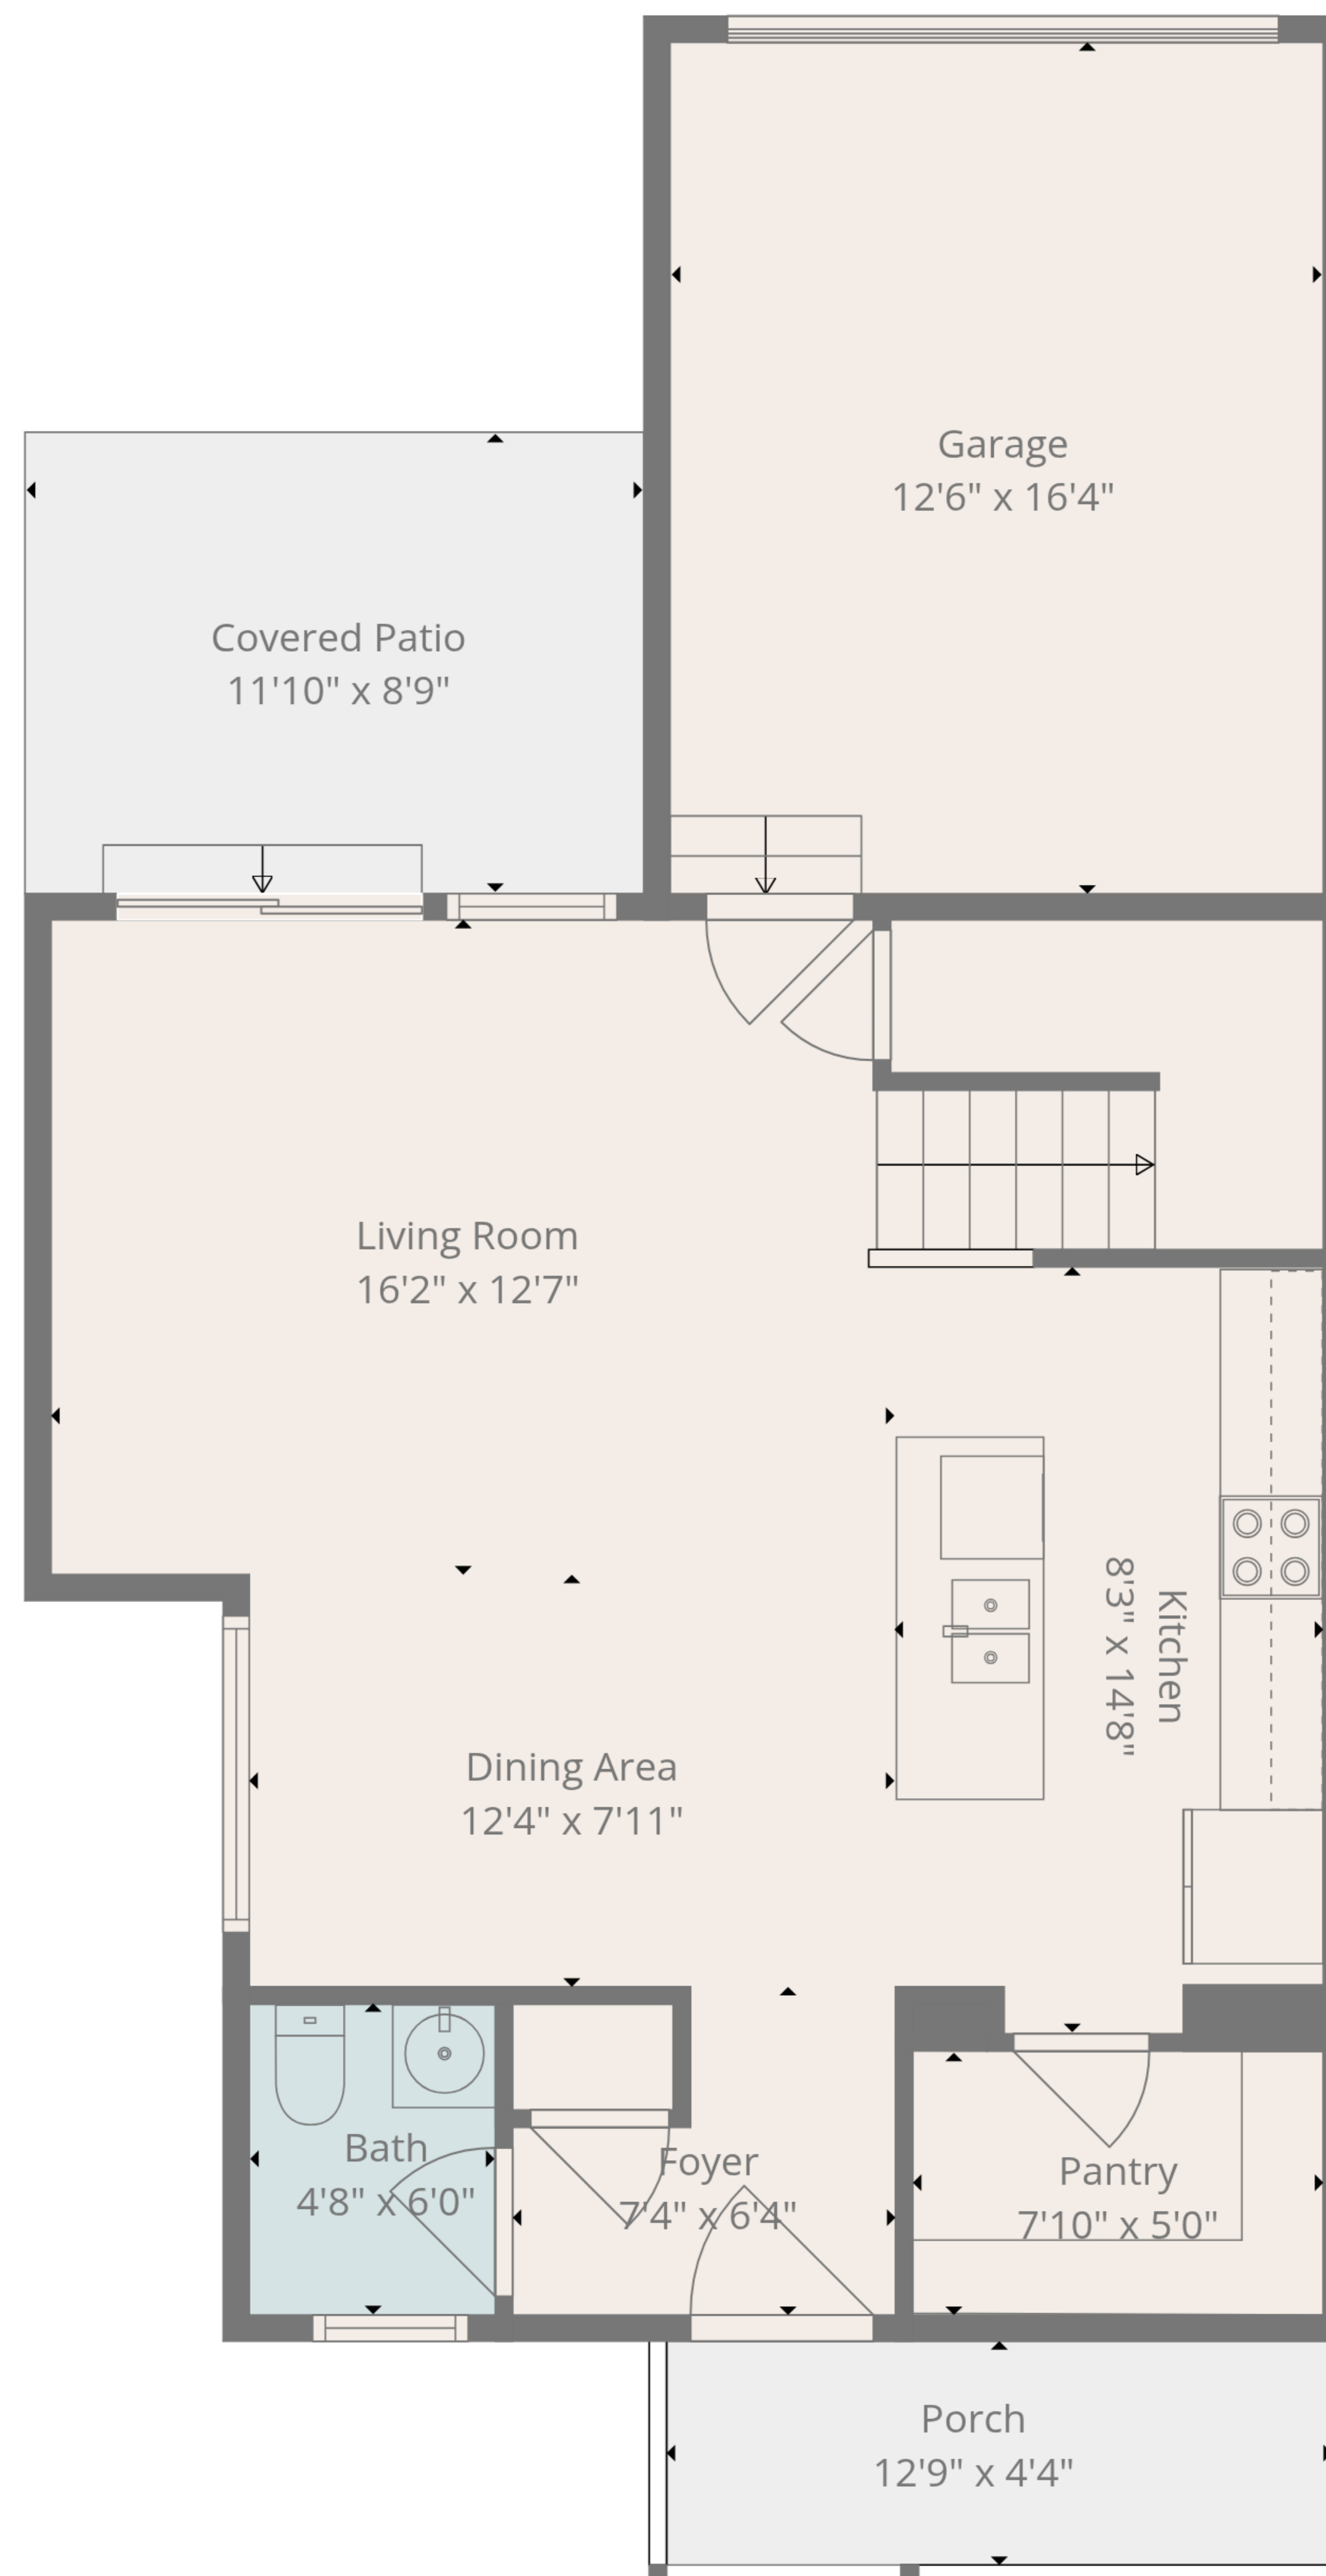 Garage
12'6" x 16'4"
Covered Patio
11'10" x 8'9"
Living Room
16'2" x 12'7"
Kitchen
8'3" x 14'8"
Dining Area
12'4" x 7'11"
Bath
4'8" x 6'0"
Foyer
7'4" x 6'4"
Pantry
7'10" x 5'0"
Porch
12'9" x 4'4"